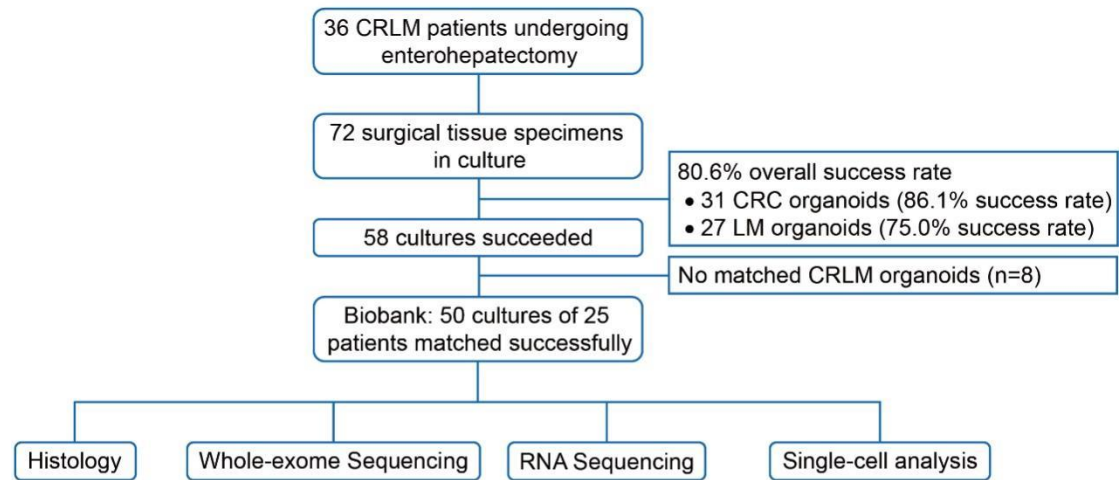 36 CRLM patients undergoing
enterohepatectomy
72 surgical tissue specimens
in culture
80.6% overall success rate
• 31 CRC organoids (86.1% success rate)
• 27 LM organoids (75.0% success rate)
58 cultures succeeded
No matched CRLM organoids (n=8)
Biobank: 50 cultures of 25
patients matched successfully
Histology
Whole-exome Sequencing
RNA Sequencing
Single-cell analysis